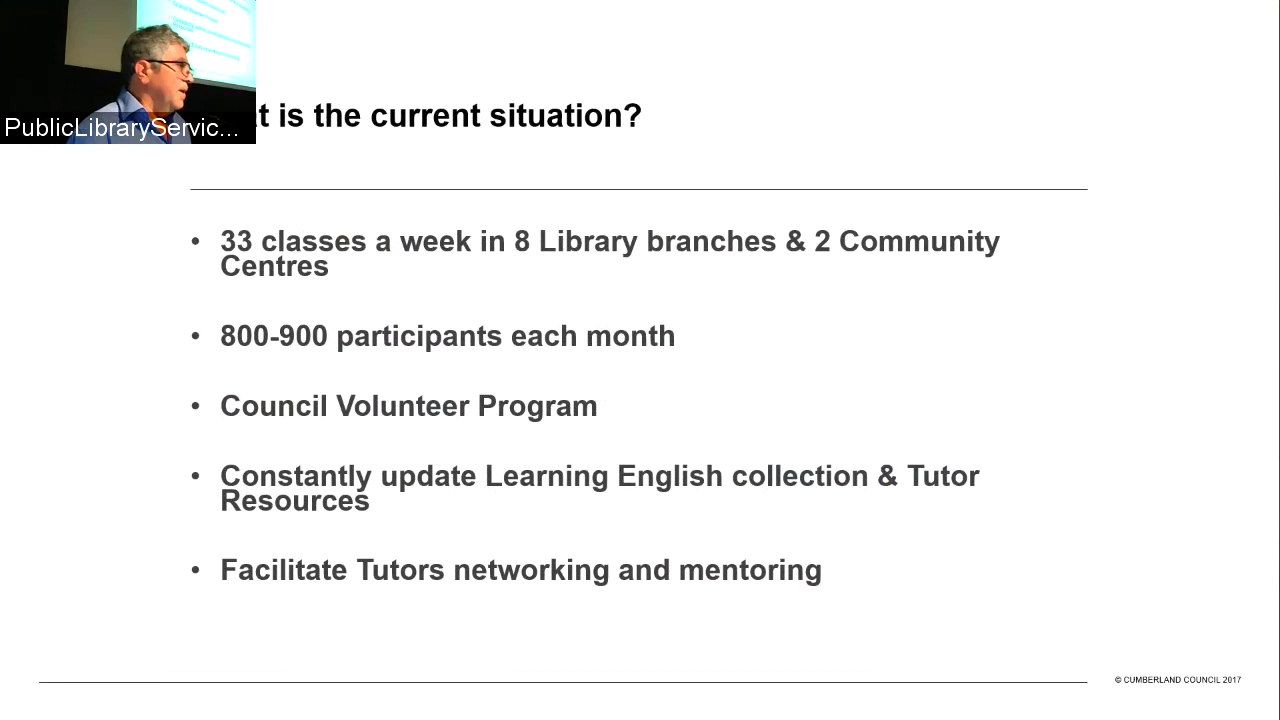 PublicLibraryServic...
t is the current situation?
• 33 classes a week in 8 Library branches & 2 Community
Centres
• 800-900 participants each month
• Council Volunteer Program
• Constantly update Learning English collection & Tutor
Resources
• Facilitate Tutors networking and mentoring
© CUMBERLAND COUNCIL 2017